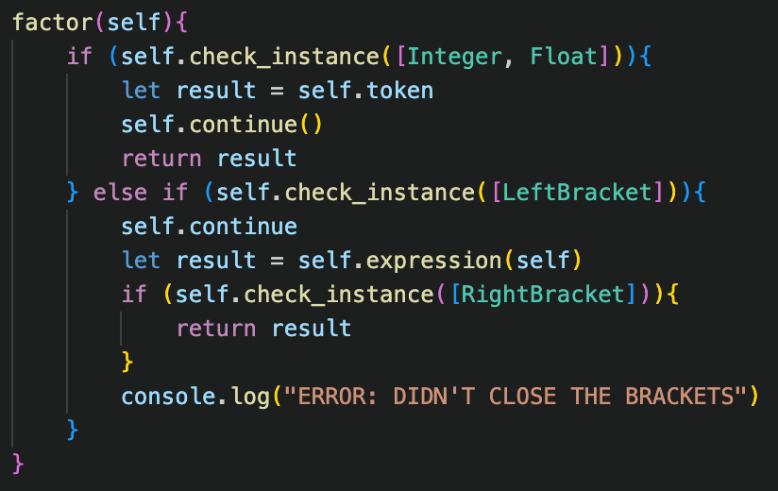 factor(self){
    if (self.check_instance([Integer, Float])){
        let result = self.token
        self.continue()
        return result
    } else if (self.check_instance([LeftBracket])){
        self.continue
        let result = self.expression(self)
        if (self.check_instance([RightBracket])){
            return result
        }
        console.log("ERROR: DIDN'T CLOSE THE BRACKETS")
    }
}